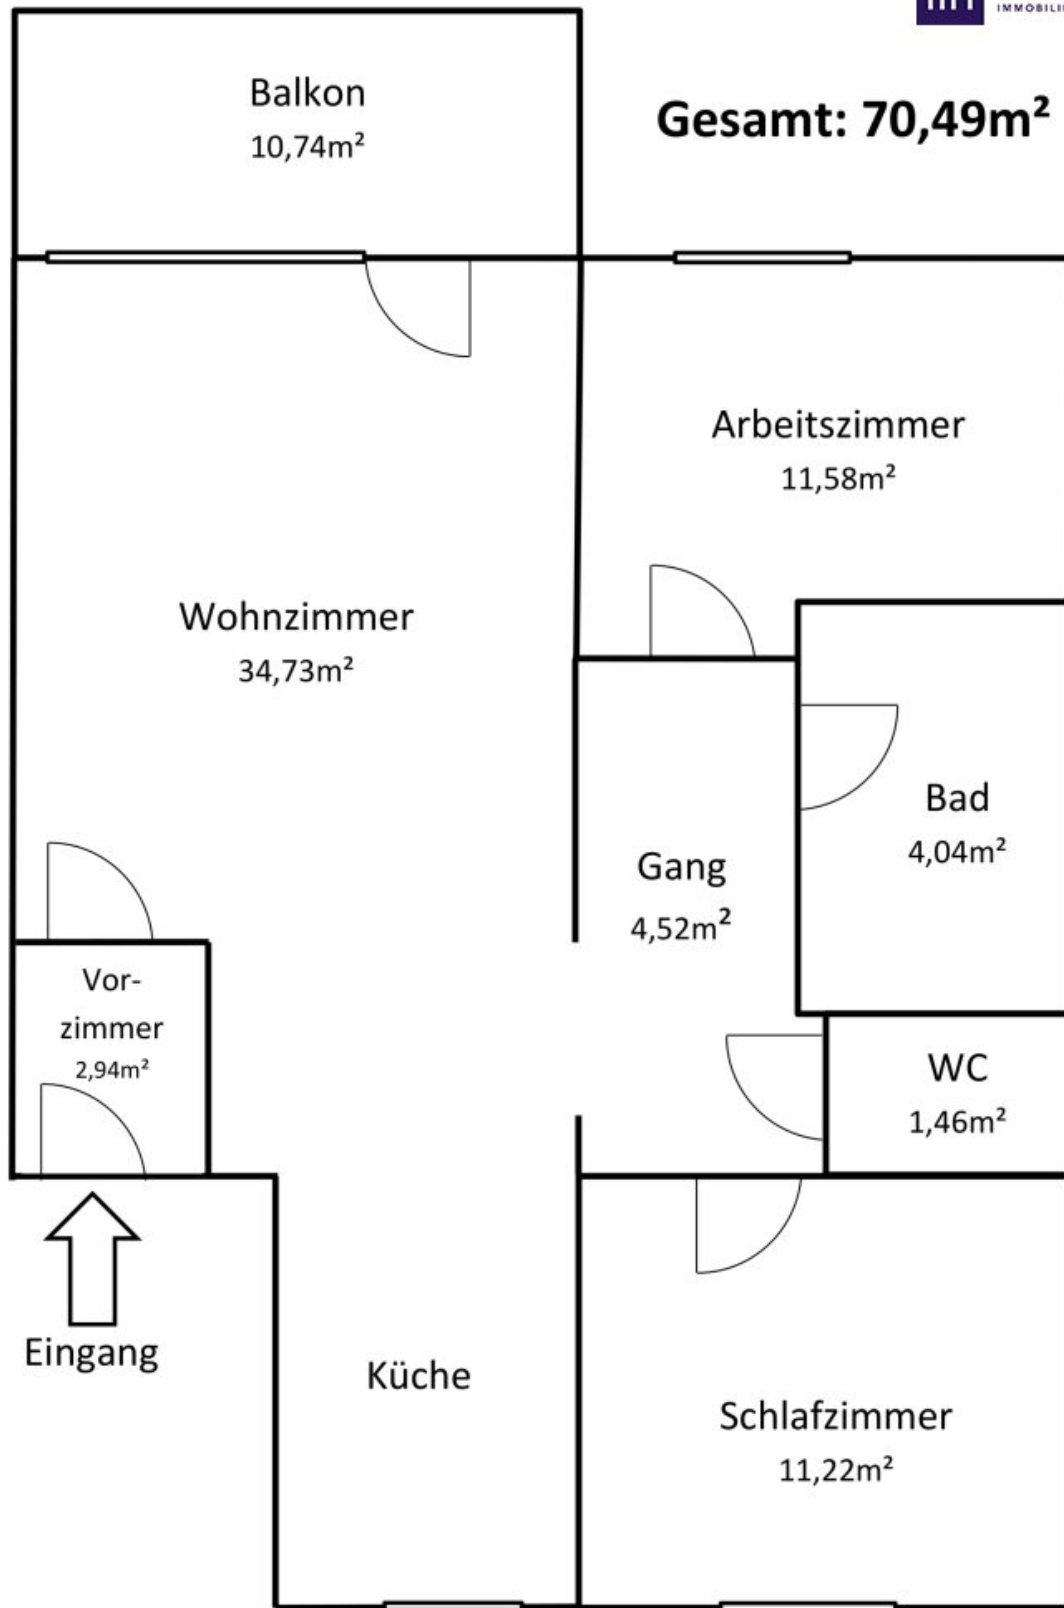 IMMOBILI
Balkon
10,74m²
Gesamt: 70,49m²
Arbeitszimmer
11,58m²
Wohnzimmer
34,73m²
Bad
4,04m²
Gang
4,52m²
Vor-
zimmer
2,94m²
WC
1,46m²
Eingang
Küche
Schlafzimmer
11,22m²